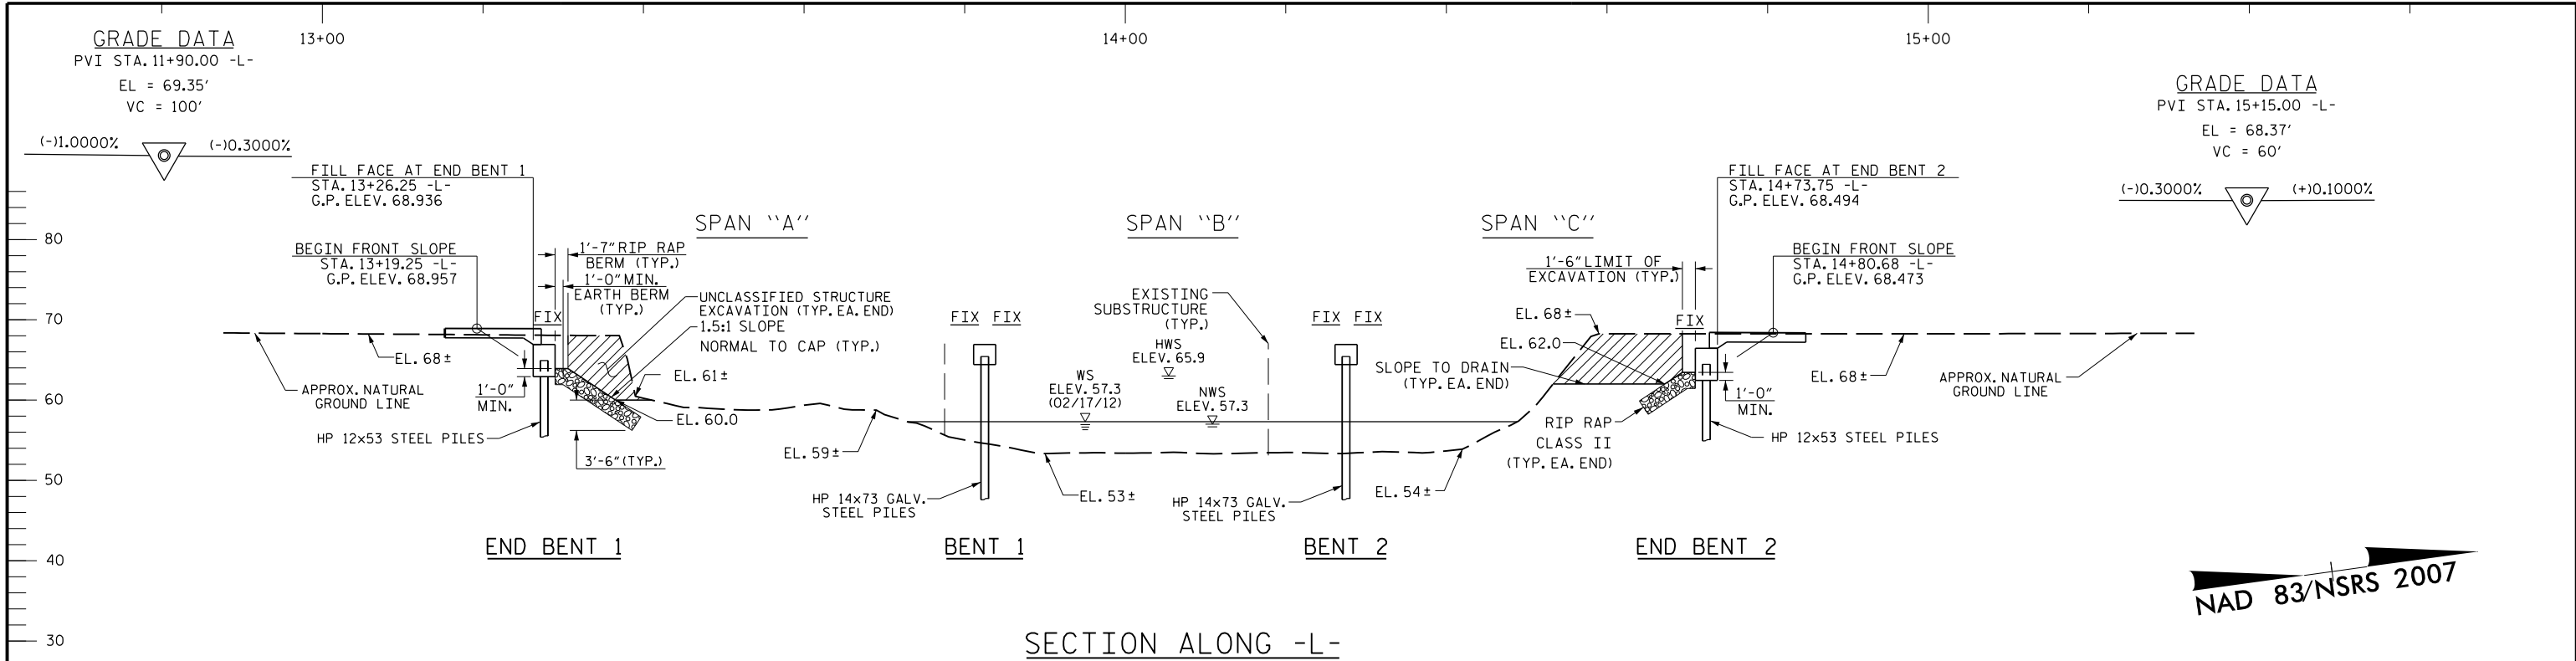 13+00
14+00
15+00
GRADE DATA
PVI STA. 11+90.00 -L-
EL = 69.35'
VC = 100'
(-)1.0000%
(-)0.3000%
GRADE DATA
PVI STA. 15+15.00 -L-
EL = 68.37'
VC = 60'
(-)0.3000%
(+)0.1000%
FILL FACE AT END BENT 1
STA. 13+26.25 -L-
G.P. ELEV. 68.936
BEGIN FRONT SLOPE
STA. 13+19.25 -L-
G.P. ELEV. 68.957
SPAN "A"
SPAN "B"
SPAN "C"
FILL FACE AT END BENT 2
STA. 14+73.75 -L-
G.P. ELEV. 68.494
BEGIN FRONT SLOPE
STA. 14+80.68 -L-
G.P. ELEV. 68.473
1'-7" RIP RAP
BERM (TYP.)
1'-0" MIN.
EARTH BERM
(TYP.)
UNCLASSIFIED STRUCTURE
EXCAVATION (TYP. EA. END)
1.5:1 SLOPE
NORMAL TO CAP (TYP.)
EXISTING
SUBSTRUCTURE
(TYP.)
1'-6" LIMIT OF
EXCAVATION (TYP.)
FIX
FIX FIX
FIX FIX
FIX
EL. 68±
EL. 62.0
SLOPE TO DRAIN
(TYP. EA. END)
HWS
ELEV. 65.9
WS
ELEV. 57.3
(02/17/12)
NWS
ELEV. 57.3
EL. 68±
APPROX. NATURAL
GROUND LINE
1'-0"
MIN.
EL. 61±
EL. 60.0
HP 12x53 STEEL PILES
3'-6" (TYP.)
EL. 59±
HP 14x73 GALV.
STEEL PILES
EL. 53±
HP 14x73 GALV.
STEEL PILES
EL. 54±
RIP RAP
CLASS II
(TYP. EA. END)
1'-0"
MIN.
HP 12x53 STEEL PILES
EL. 68±
APPROX. NATURAL
GROUND LINE
80
70
60
50
40
30
END BENT 1
BENT 1
BENT 2
END BENT 2
NAD 83/NSRS 2007
SECTION ALONG -L-